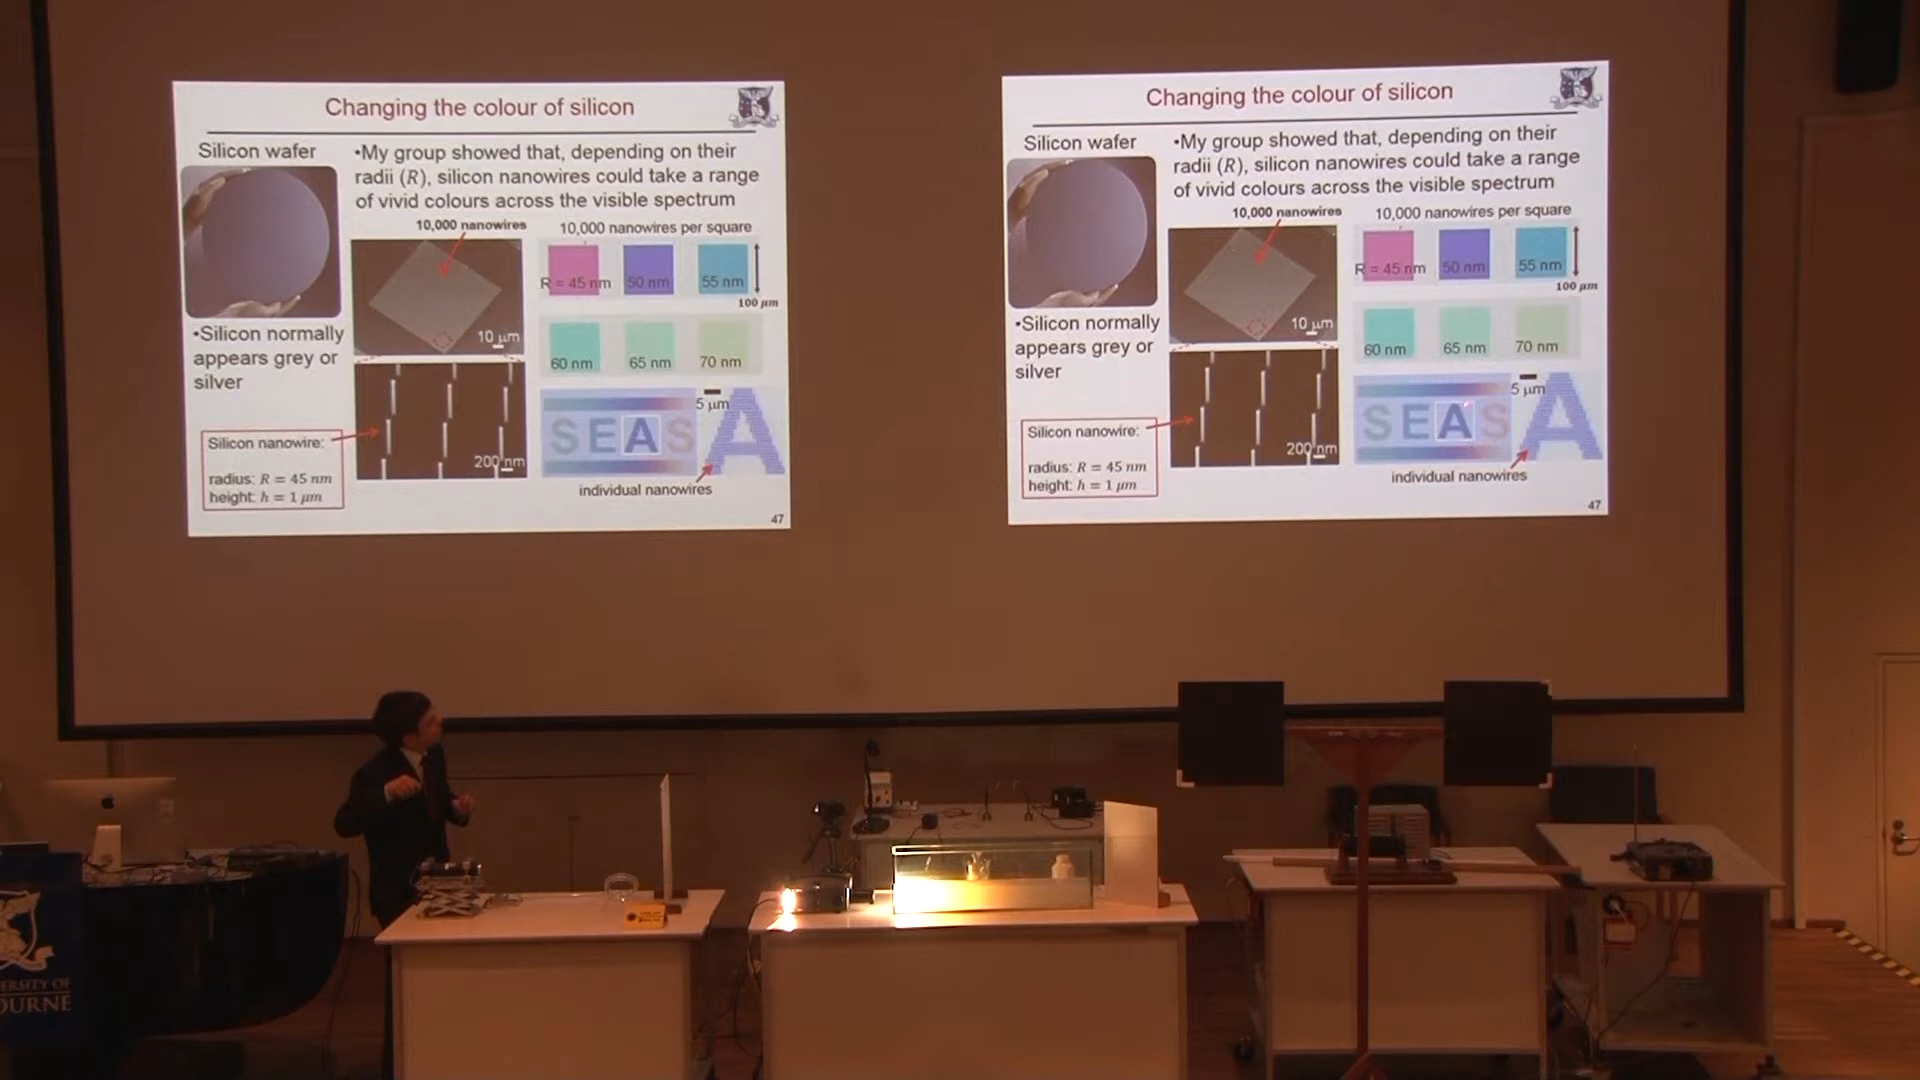 Changing the colour of silicon
Silicon wafer
•My group showed that, depending on their
radii (R), silicon nanowires could take a range
of vivid colours across the visible spectrum
10,000 nanowires
10,000 nanowires per square
R = 45 nm
50 nm
55 nm
100 μm
•Silicon normally
appears grey or
silver
10 μm
60 nm
65 nm
70 nm
Silicon nanowire:
radius: R = 45 nm
height: h = 1 μm
200 nm
SEAS
5 μm
A
individual nanowires
47
Changing the colour of silicon
Silicon wafer
•My group showed that, depending on their
radii (R), silicon nanowires could take a range
of vivid colours across the visible spectrum
10,000 nanowires
10,000 nanowires per square
R = 45 nm
50 nm
55 nm
100 μm
•Silicon normally
appears grey or
silver
10 μm
60 nm
65 nm
70 nm
Silicon nanowire:
radius: R = 45 nm
height: h = 1 μm
200 nm
SEAS
5 μm
A
individual nanowires
47
ERSITY OF
OURNE